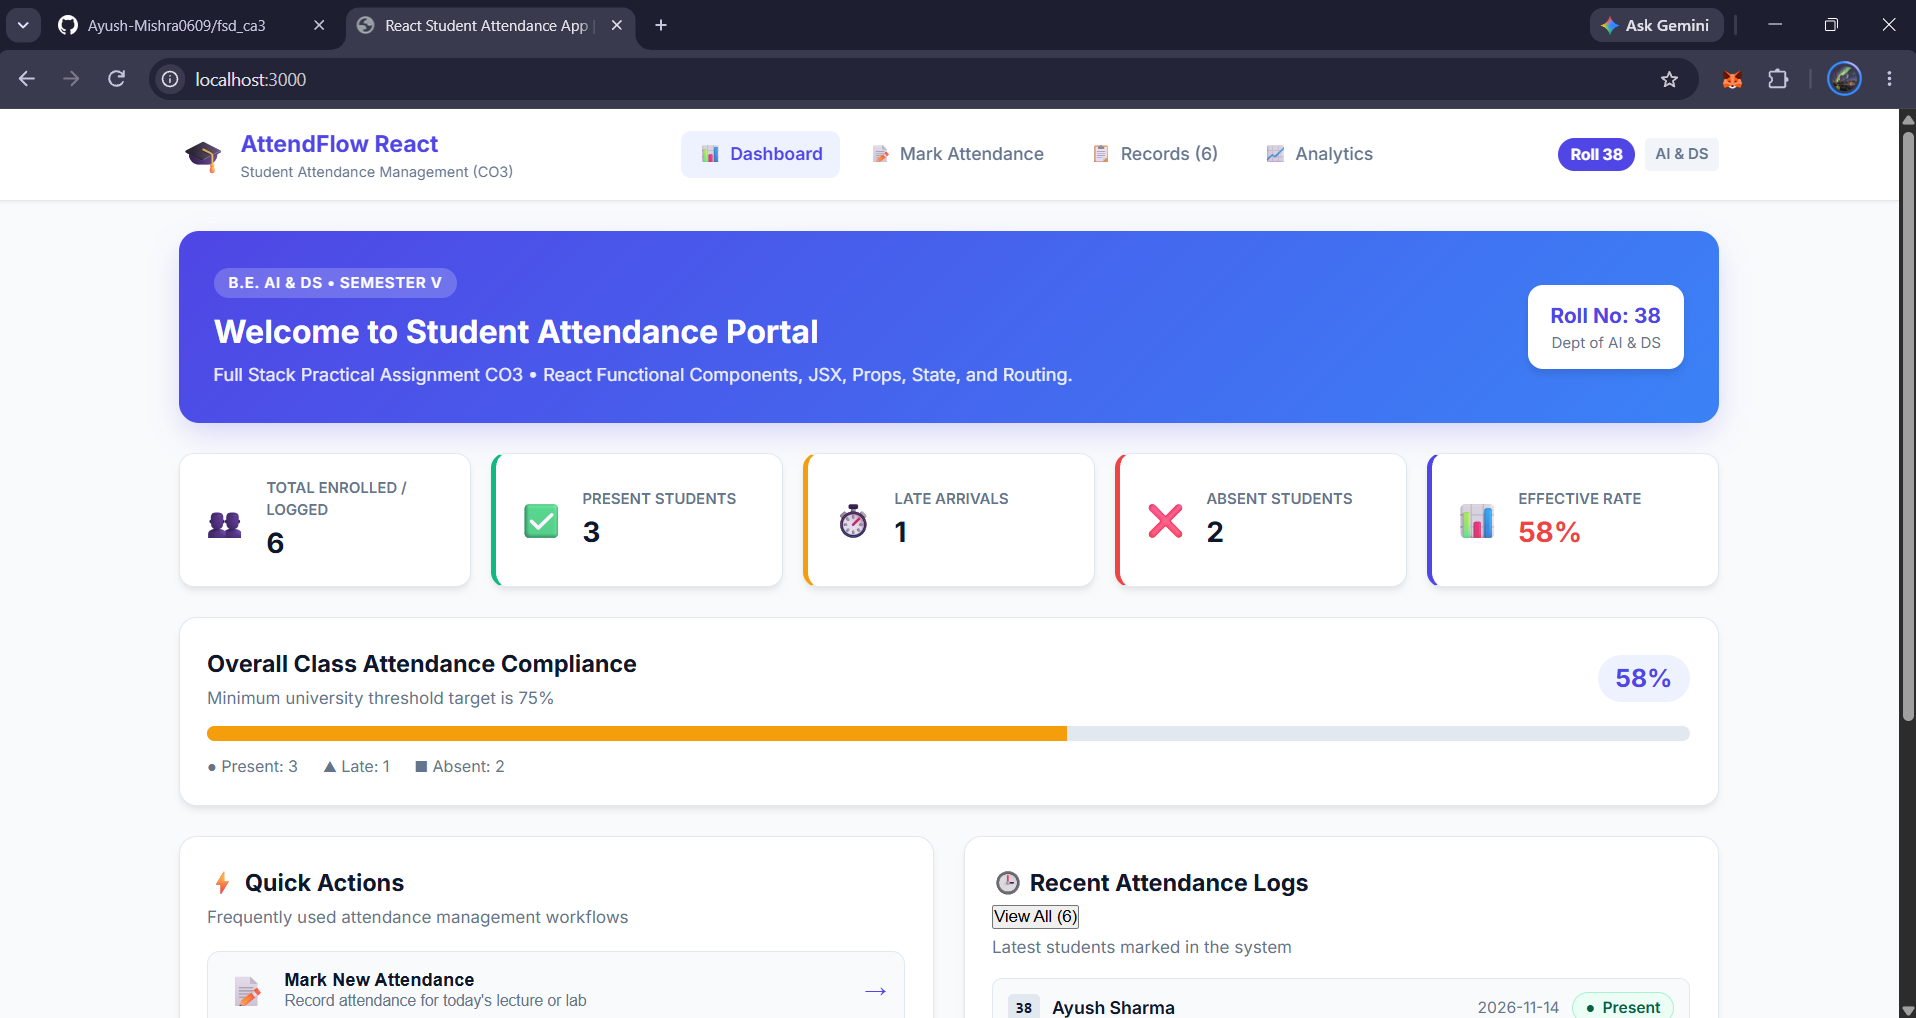 Ayush-Mishra0609/fsd_ca3
React Student Attendance App |
Ask Gemini
localhost:3000
AttendFlow React
Student Attendance Management (CO3)
Dashboard
Mark Attendance
Records (6)
Analytics
Roll 38
AI & DS
B.E. AI & DS • SEMESTER V
Welcome to Student Attendance Portal
Full Stack Practical Assignment CO3 • React Functional Components, JSX, Props, State, and Routing.
Roll No: 38
Dept of AI & DS
TOTAL ENROLLED /
LOGGED
6
PRESENT STUDENTS
3
LATE ARRIVALS
1
ABSENT STUDENTS
2
EFFECTIVE RATE
58%
Overall Class Attendance Compliance
Minimum university threshold target is 75%
58%
● Present: 3
▲ Late: 1
■ Absent: 2
Quick Actions
Frequently used attendance management workflows
Mark New Attendance
Record attendance for today's lecture or lab
→
Recent Attendance Logs
View All (6)
Latest students marked in the system
38
Ayush Sharma
2026-11-14
● Present